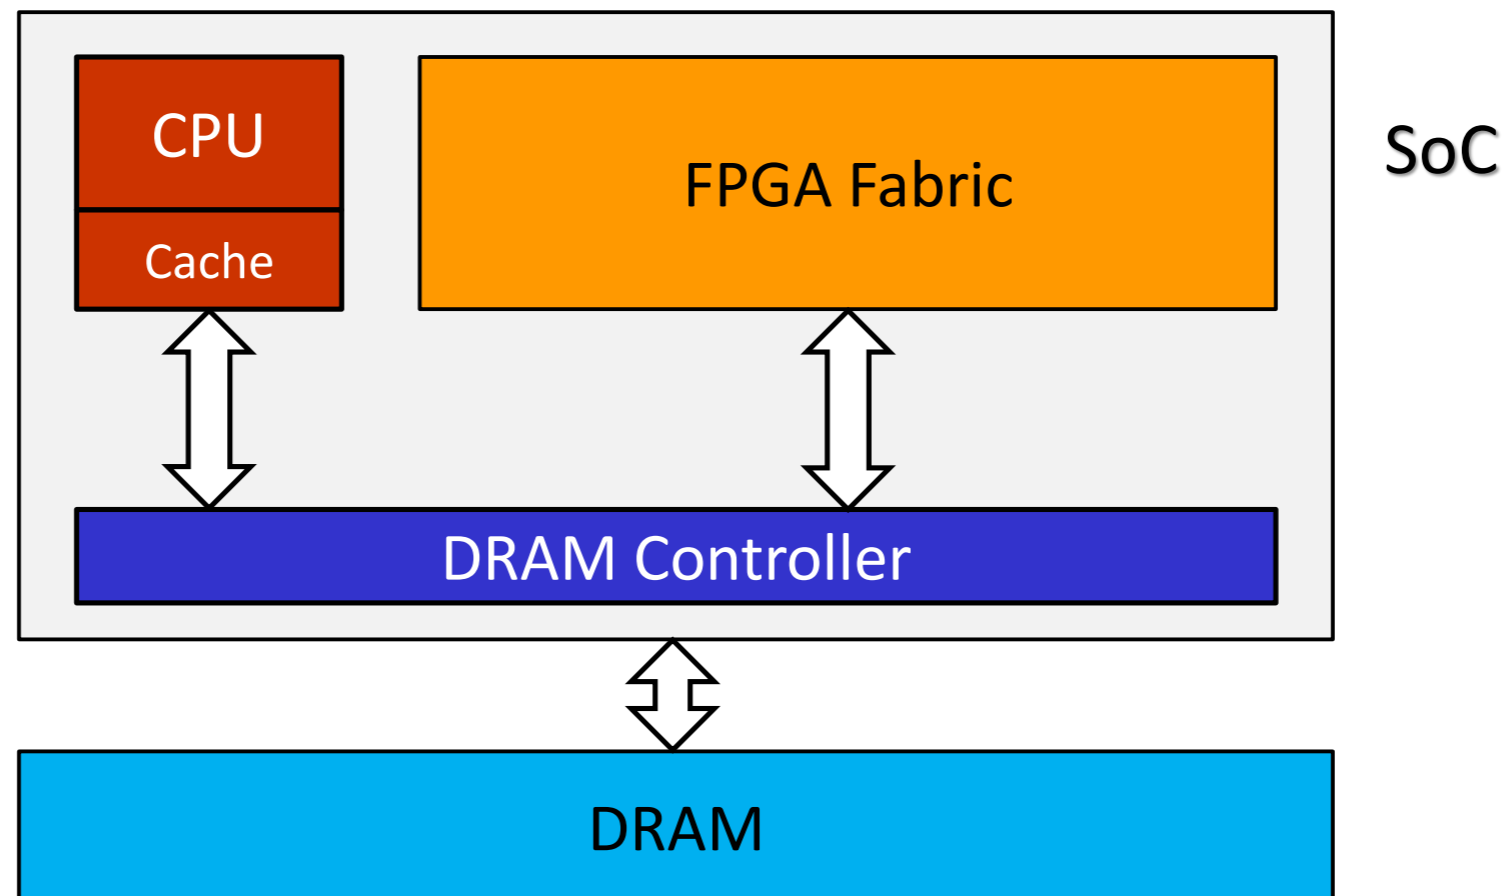 CPU
Cache
FPGA Fabric
SoC
DRAM Controller
DRAM